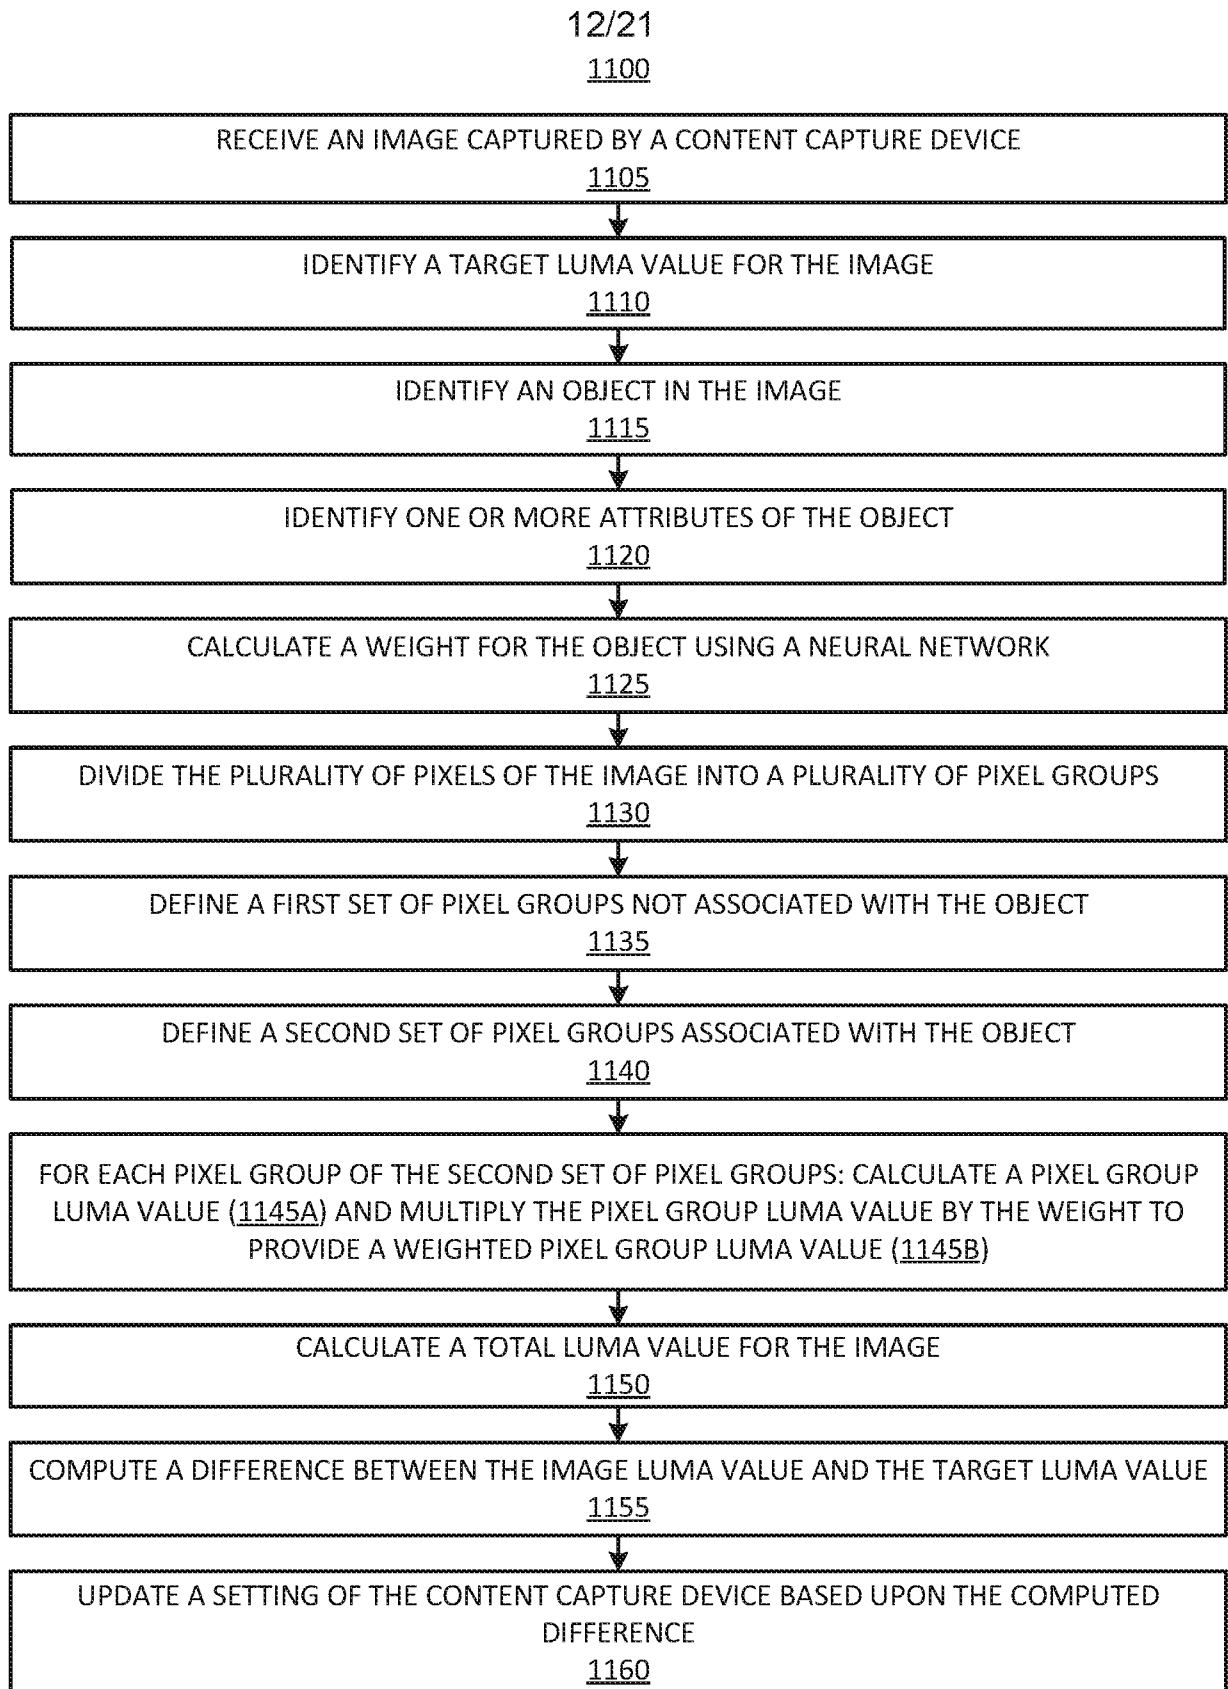 12/21
1100
RECEIVE AN IMAGE CAPTURED BY A CONTENT CAPTURE DEVICE
1105
IDENTIFY A TARGET LUMA VALUE FOR THE IMAGE
1110
IDENTIFY AN OBJECT IN THE IMAGE
1115
IDENTIFY ONE OR MORE ATTRIBUTES OF THE OBJECT
1120
CALCULATE A WEIGHT FOR THE OBJECT USING A NEURAL NETWORK
1125
DIVIDE THE PLURALITY OF PIXELS OF THE IMAGE INTO A PLURALITY OF PIXEL GROUPS
1130
DEFINE A FIRST SET OF PIXEL GROUPS NOT ASSOCIATED WITH THE OBJECT
1135
DEFINE A SECOND SET OF PIXEL GROUPS ASSOCIATED WITH THE OBJECT
1140
FOR EACH PIXEL GROUP OF THE SECOND SET OF PIXEL GROUPS: CALCULATE A PIXEL GROUP
LUMA VALUE (1145A) AND MULTIPLY THE PIXEL GROUP LUMA VALUE BY THE WEIGHT TO
PROVIDE A WEIGHTED PIXEL GROUP LUMA VALUE (1145B)
CALCULATE A TOTAL LUMA VALUE FOR THE IMAGE
1150
COMPUTE A DIFFERENCE BETWEEN THE IMAGE LUMA VALUE AND THE TARGET LUMA VALUE
1155
UPDATE A SETTING OF THE CONTENT CAPTURE DEVICE BASED UPON THE COMPUTED
DIFFERENCE
1160